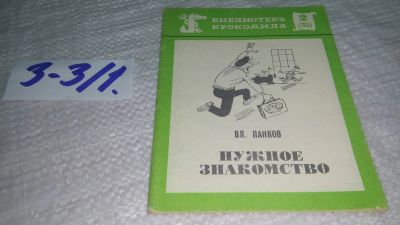 3-3/1.
БИБЛИОТЕКА
КРОКОДИЛА
2
ВЛ. ПАНКОВ
НУЖНОЕ
ЗНАКОМСТВО